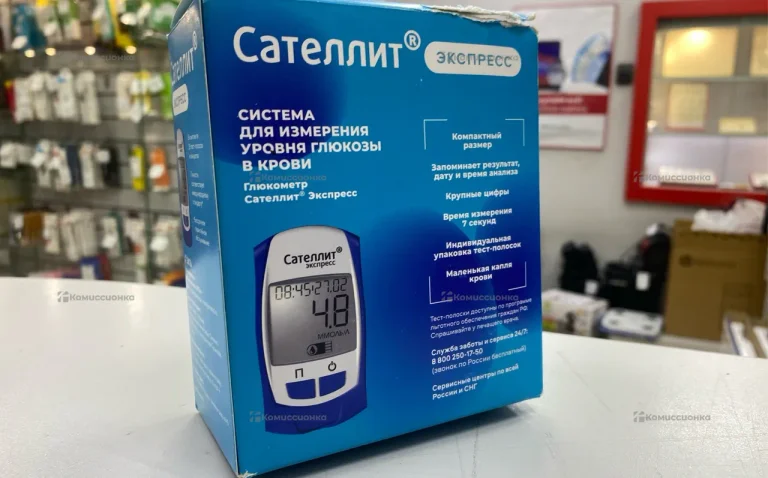 Сателлит® ЭКСПРЕСС
СИСТЕМА
ДЛЯ ИЗМЕРЕНИЯ
УРОВНЯ ГЛЮКОЗЫ
В КРОВИ
Глюкометр
Сателлит® Экспресс
Компактный
размер
Запоминает результат,
дату и время анализа
Крупные цифры
Время измерения
7 секунд
Индивидуальная
упаковка тест-полосок
Маленькая капля
крови
Тест-полоски доступны по программе
льготного обеспечения граждан РФ.
Спрашивайте у лечащего врача.
Служба заботы и сервиса 24/7:
8 800 250-17-50
(звонок по России бесплатный)
Сервисные центры по всей
России и СНГ
Сателлит®
экспресс
08:45:27.02
4.8
ММОЛЬ/Л
П
Сателлит
ЭКСПРЕСС
Комиссионка
Комиссионка
Комиссионка
Комиссионка
Комиссионка
Комиссионка
Комиссионка
Комиссионка